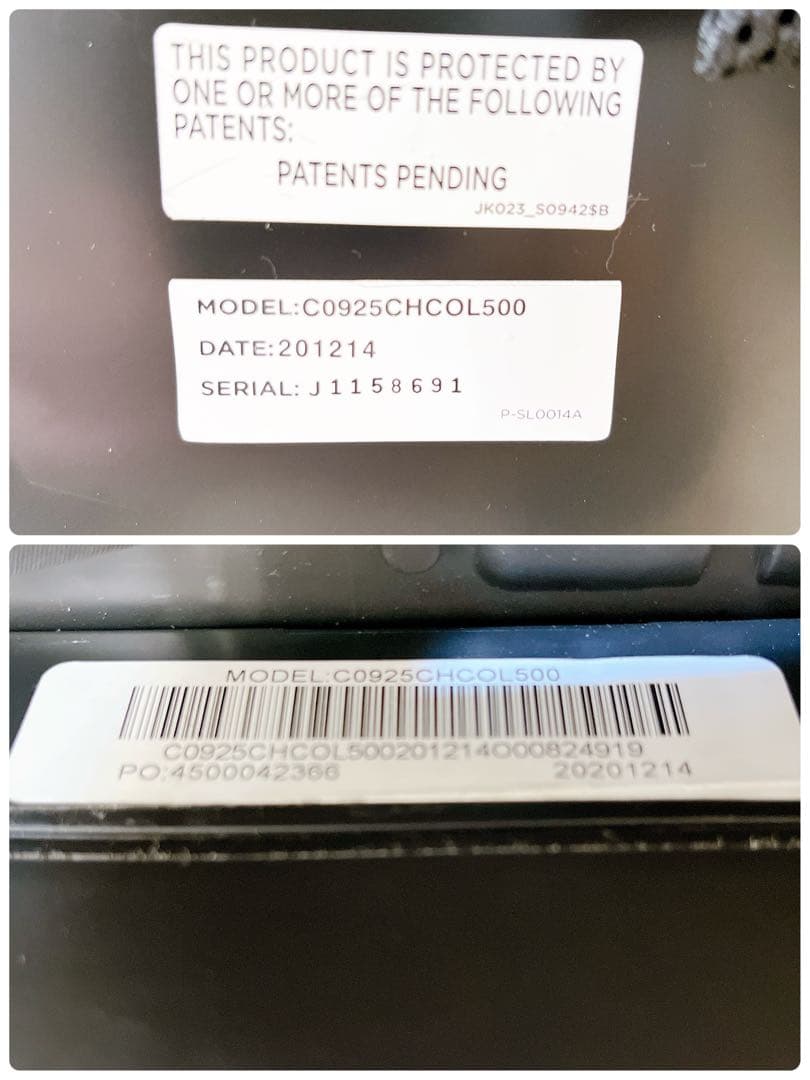 THIS PRODUCT IS PROTECTED BY
ONE OR MORE OF THE FOLLOWING
PATENTS:
PATENTS PENDING
JK023_S0942$B
MODEL:C0925CHCOL500
DATE:201214
SERIAL: J1158691
P-SL0014A
MODEL:C0925CHCOL500
C0925CHCOL500201214O000824919
PO:4500042366
20201214